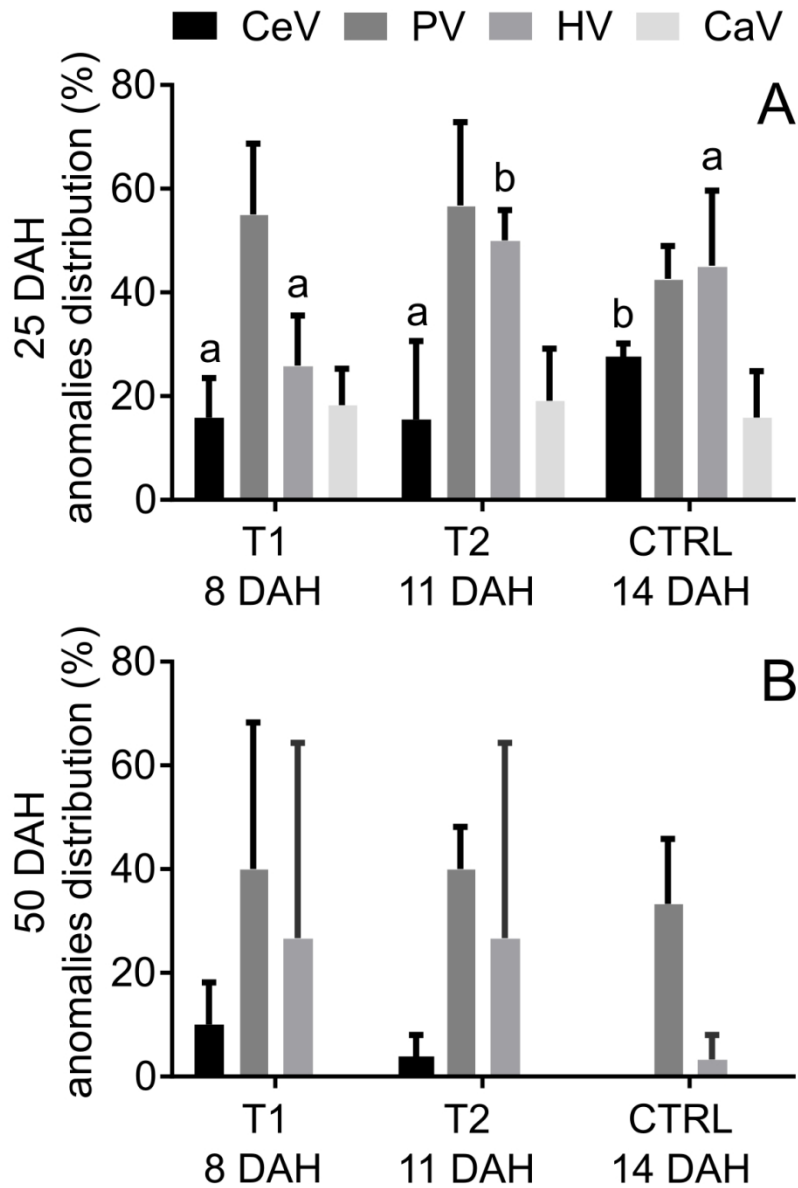 CeV PV HV CaV
A
25 DAH
anomalies distribution (%)
80
60
40
20
0
a a a b b a
T1 T2 CTRL
8 DAH 11 DAH 14 DAH
B
50 DAH
anomalies distribution (%)
80
60
40
20
0
T1 T2 CTRL
8 DAH 11 DAH 14 DAH